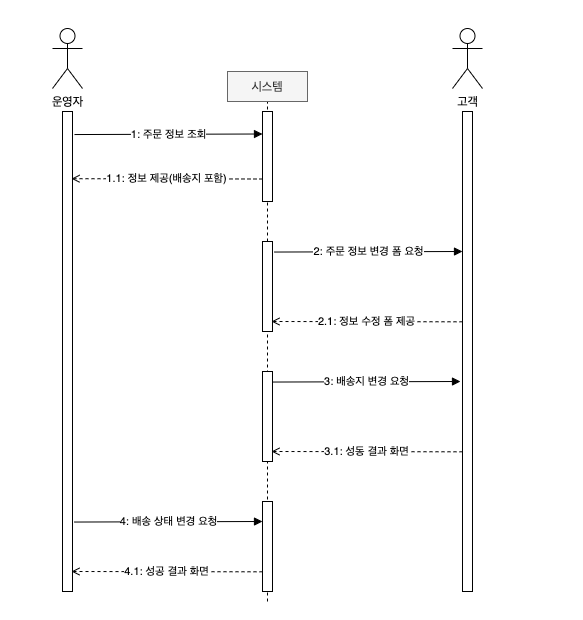 시스템
운영자
고객
1: 주문 정보 조회
1.1: 정보 제공(배송지 포함)
2: 주문 정보 변경 폼 요청
2.1: 정보 수정 폼 제공
3: 배송지 변경 요청
3.1: 성동 결과 화면
4: 배송 상태 변경 요청
4.1: 성공 결과 화면